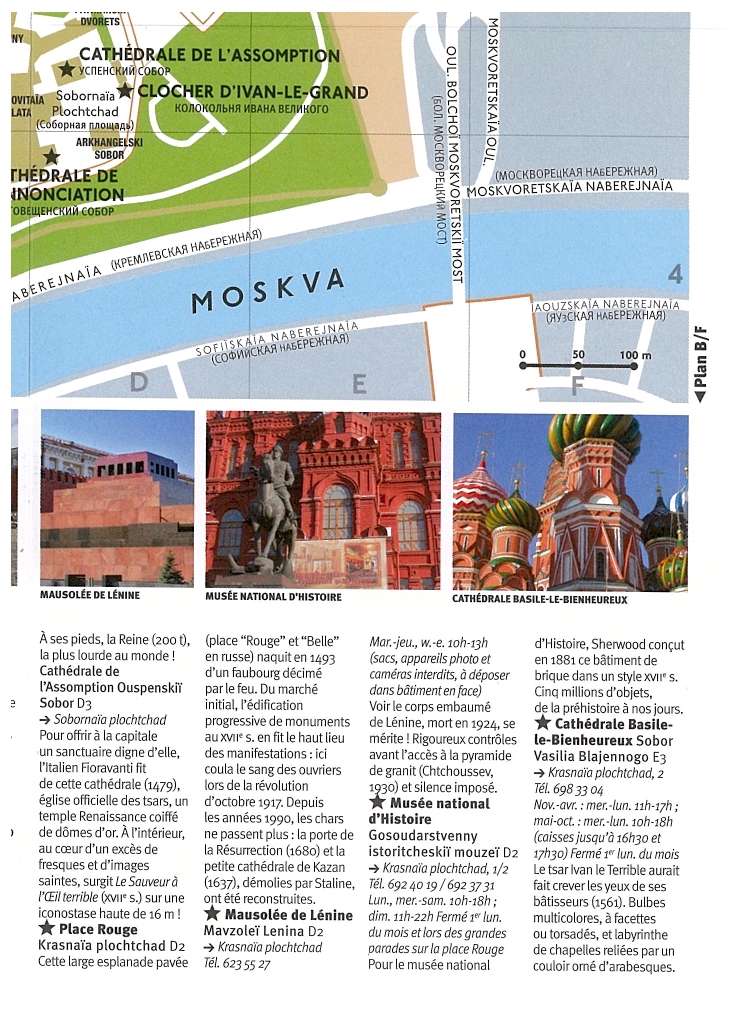 DVORETS
NY
CATHÉDRALE DE L'ASSOMPTION
УСПЕНСКИЙ СОБОР
CLOCHER D'IVAN-LE-GRAND
КОЛОКОЛЬНЯ ИВАНА ВЕЛИКОГО
Sobornaïa
Plochtchad
(Соборная площадь)
OVITAÏA
LATA
ARKHANGELSKI
SOBOR
THÉDRALE DE
NNONCIATION
ОВЕЩЕНСКИЙ СОБОР
OUL. BOLCHOÏ MOSKVORETSKIÏ MOST
(БОЛ. МОСКВОРЕЦКИЙ МОСТ)
MOSKVORETSKAÏA OUL.
(МОСКВОРЕЦКАЯ НАБЕРЕЖНАЯ)
MOSKVORETSKAÏA NABEREJNAÏA
ABEREJNAÏA (КРЕМЛЕВСКАЯ НАБЕРЕЖНАЯ)
MOSKVA
4
SOFIÏSKAÏA NABEREJNAÏA
(СОФИЙСКАЯ НАБЕРЕЖНАЯ)
IAOUZSKAÏA NABEREJNAÏA
(ЯУЗСКАЯ НАБЕРЕЖНАЯ)
0 50 100 m
D E F
◄Plan B/F
MAUSOLÉE DE LÉNINE
MUSÉE NATIONAL D'HISTOIRE
CATHÉDRALE BASILE-LE-BIENHEUREUX
À ses pieds, la Reine (200 t),
la plus lourde au monde !
Cathédrale de
l'Assomption Ouspenskiï
Sobor D3
→ Sobornaïa plochtchad
Pour offrir à la capitale
un sanctuaire digne d'elle,
l'Italien Fioravanti fit
de cette cathédrale (1479),
église officielle des tsars, un
temple Renaissance coiffé
de dômes d'or. À l'intérieur,
au cœur d'un excès de
fresques et d'images
saintes, surgit Le Sauveur à
l'Œil terrible (XVIIe s.) sur une
iconostase haute de 16 m !
★ Place Rouge
Krasnaïa plochtchad D2
Cette large esplanade pavée
(place "Rouge" et "Belle"
en russe) naquit en 1493
d'un faubourg décimé
par le feu. Du marché
initial, l'édification
progressive de monuments
au XVIIe s. en fit le haut lieu
des manifestations : ici
coula le sang des ouvriers
lors de la révolution
d'octobre 1917. Depuis
les années 1990, les chars
ne passent plus : la porte de
la Résurrection (1680) et la
petite cathédrale de Kazan
(1637), démolies par Staline,
ont été reconstruites.
★ Mausolée de Lénine
Mavzoleï Lenina D2
→ Krasnaïa plochtchad
Tél. 623 55 27
Mar.-jeu., w.-e. 10h-13h
(sacs, appareils photo et
caméras interdits, à déposer
dans bâtiment en face)
Voir le corps embaumé
de Lénine, mort en 1924, se
mérite ! Rigoureux contrôles
avant l'accès à la pyramide
de granit (Chtchoussev,
1930) et silence imposé.
★ Musée national
d'Histoire
Gosoudarstvenny
istoritcheskiï mouzeï D2
→ Krasnaïa plochtchad, 1/2
Tél. 692 40 19 / 692 37 31
Lun., mer.-sam. 10h-18h ;
dim. 11h-22h Fermé 1er lun.
du mois et lors des grandes
parades sur la place Rouge
Pour le musée national
d'Histoire, Sherwood conçut
en 1881 ce bâtiment de
brique dans un style XVIIe s.
Cinq millions d'objets,
de la préhistoire à nos jours.
★ Cathédrale Basile-
le-Bienheureux Sobor
Vasilia Blajennogo E3
→ Krasnaïa plochtchad, 2
Tél. 698 33 04
Nov.-avr. : mer.-lun. 11h-17h ;
mai-oct. : mer.-lun. 10h-18h
(caisses jusqu'à 16h30 et
17h30) Fermé 1er lun. du mois
Le tsar Ivan le Terrible aurait
fait crever les yeux de ses
bâtisseurs (1561). Bulbes
multicolores, à facettes
ou torsadés, et labyrinthe
de chapelles reliées par un
couloir orné d'arabesques.